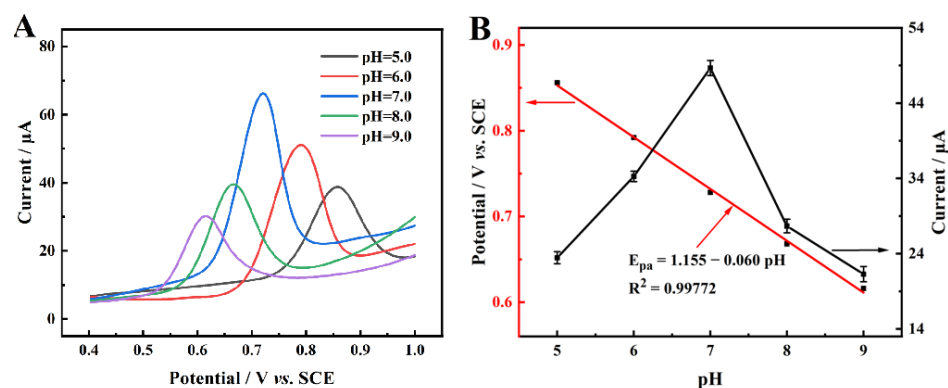 A
80
60
40
20
0
Current / μA
0.4 0.5 0.6 0.7 0.8 0.9 1.0
Potential / V vs. SCE
pH=5.0
pH=6.0
pH=7.0
pH=8.0
pH=9.0
B
0.9
0.8
0.7
0.6
Potential / V vs. SCE
54
44
34
24
14
Current / μA
Epa = 1.155 − 0.060 pH
R² = 0.99772
5 6 7 8 9
pH